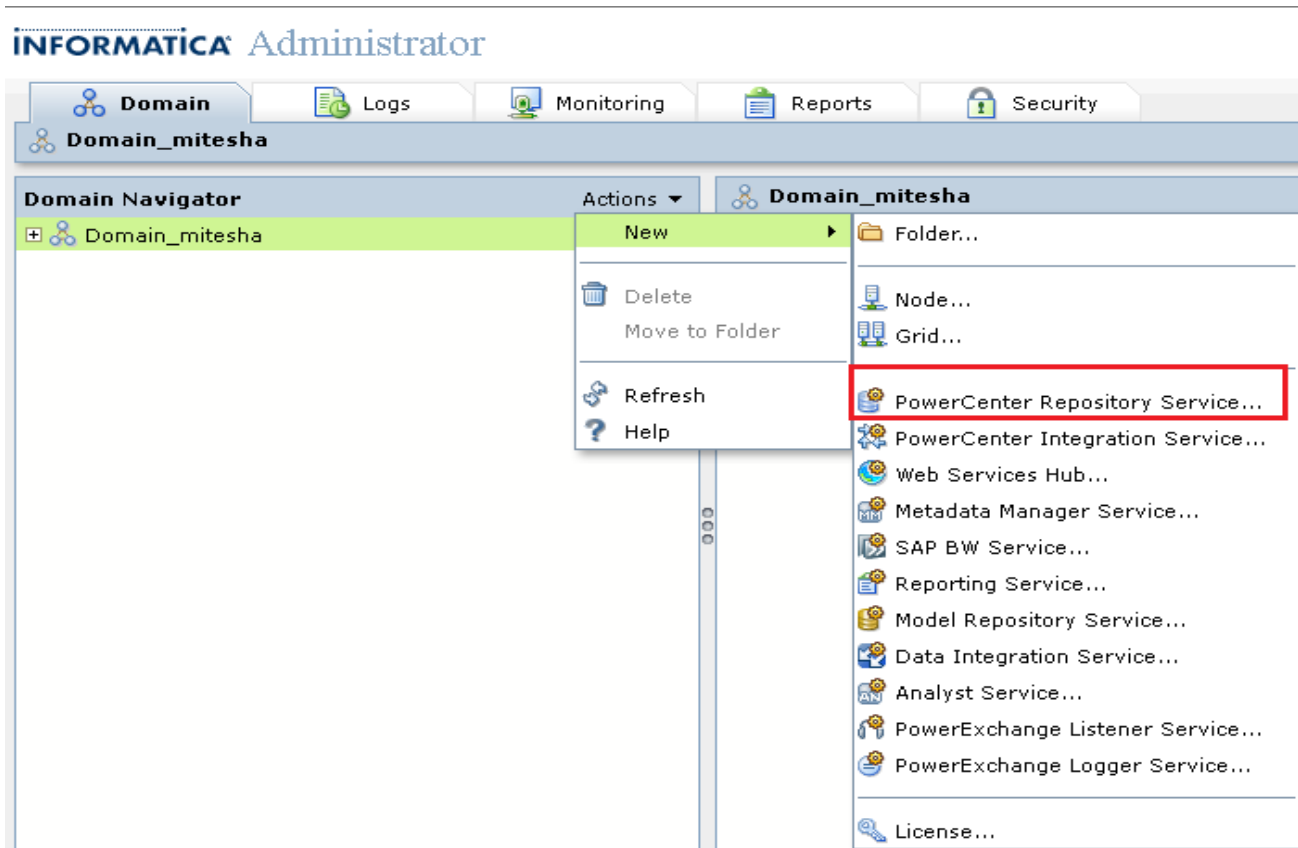 INFORMATICA Administrator
Domain Logs Monitoring Reports Security
Domain_mitesha
Domain Navigator Actions
Domain_mitesha
Domain_mitesha
New
Delete
Move to Folder
Refresh
Help
Folder...
Node...
Grid...
PowerCenter Repository Service...
PowerCenter Integration Service...
Web Services Hub...
Metadata Manager Service...
SAP BW Service...
Reporting Service...
Model Repository Service...
Data Integration Service...
Analyst Service...
PowerExchange Listener Service...
PowerExchange Logger Service...
License...